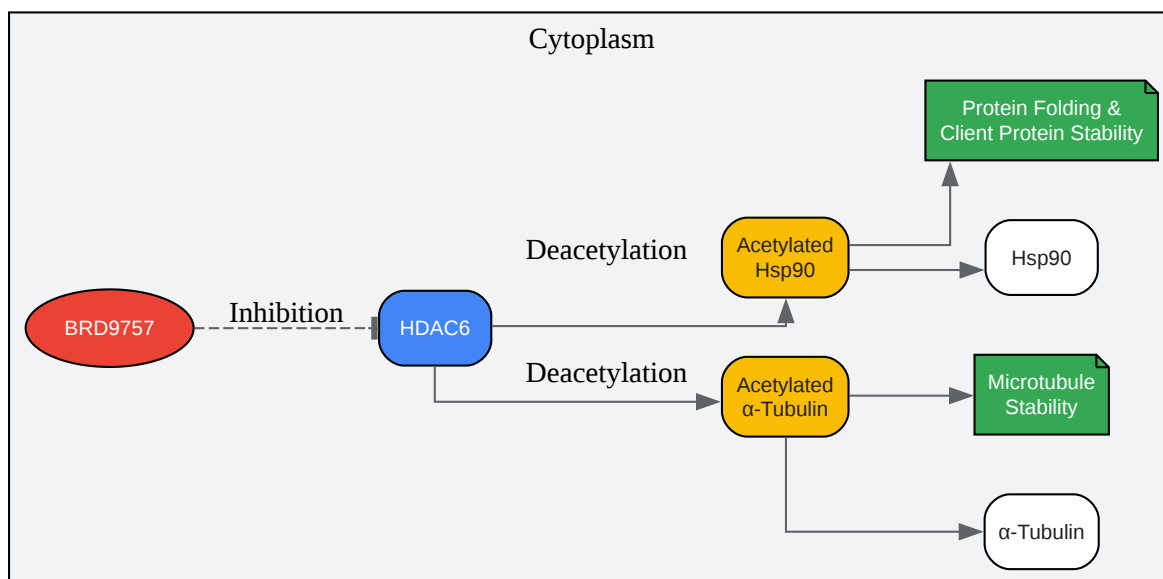 Cytoplasm
Protein Folding &
Client Protein Stability
Deacetylation
Acetylated
Hsp90
Hsp90
BRD9757
Inhibition
HDAC6
Deacetylation
Acetylated
α-Tubulin
Microtubule
Stability
α-Tubulin